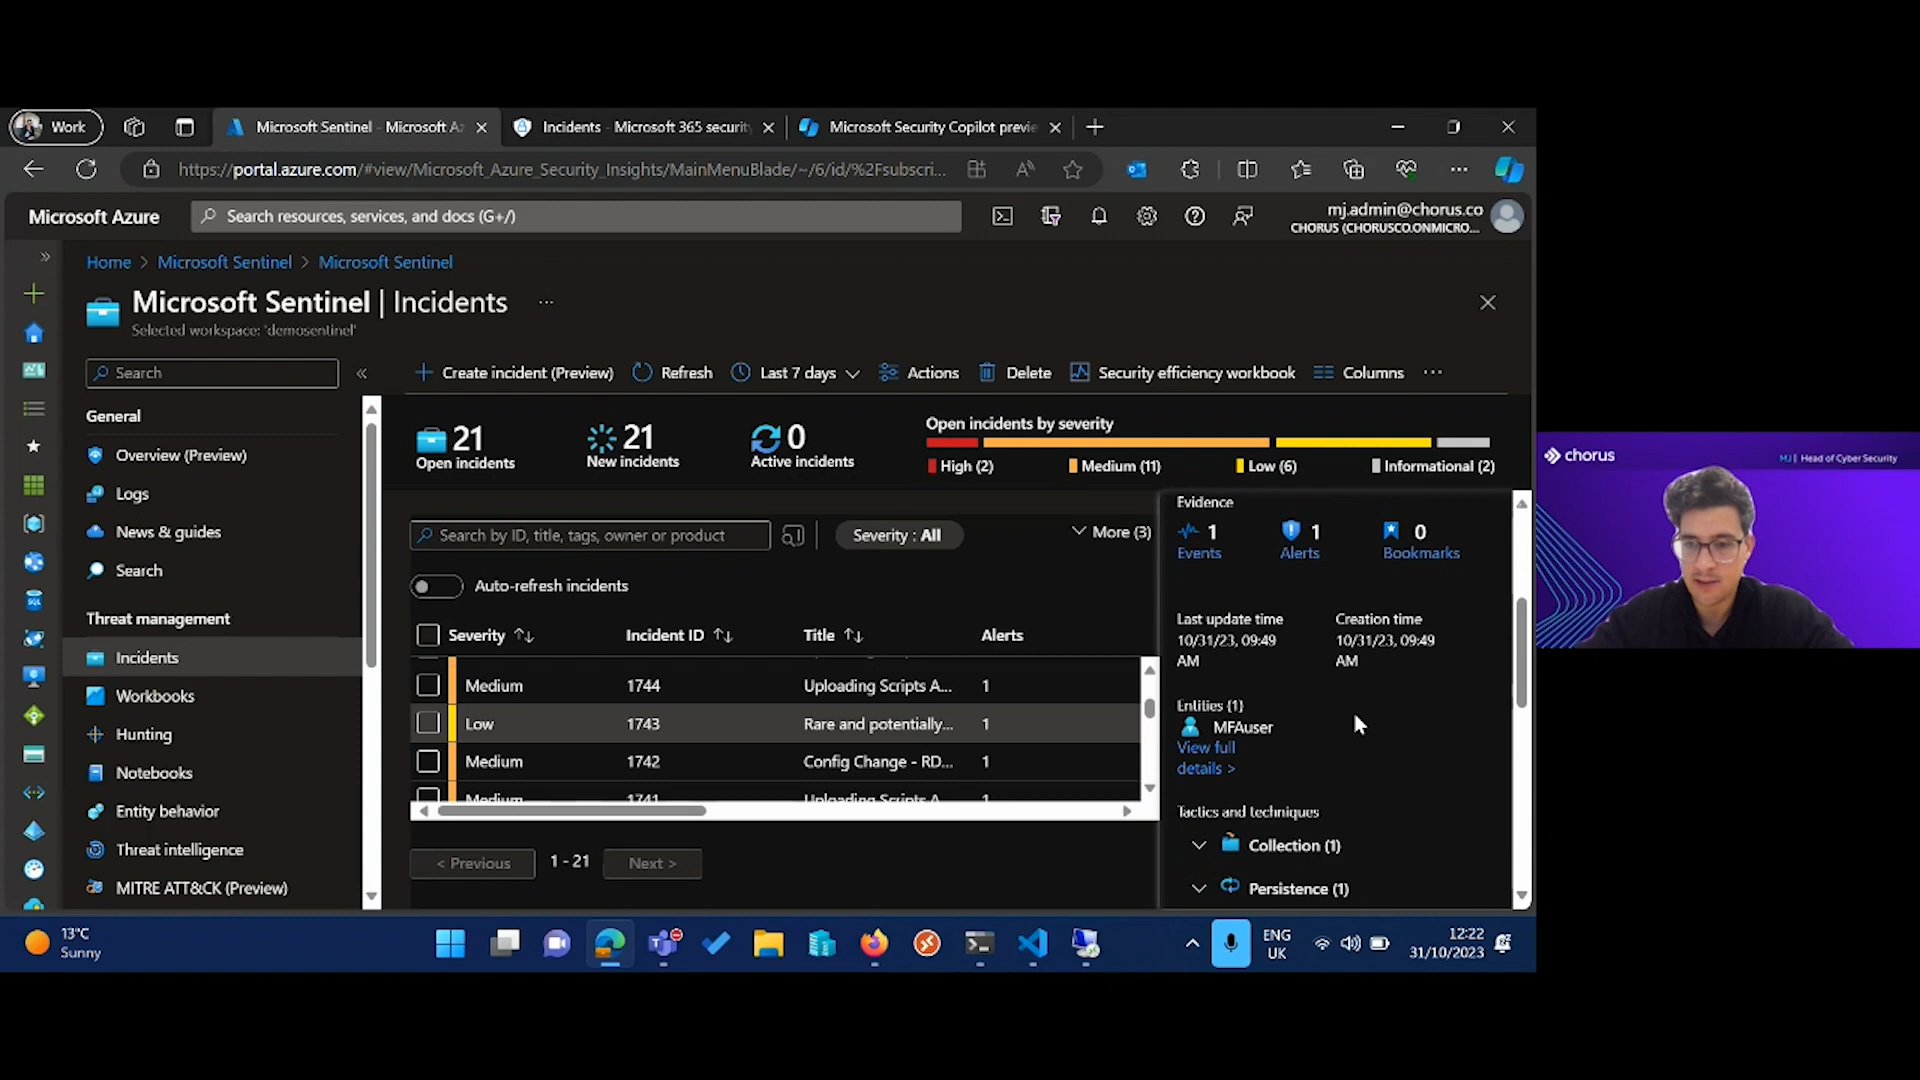 Work
Microsoft Sentinel - Microsoft Az
Incidents - Microsoft 365 security
Microsoft Security Copilot previe
https://portal.azure.com/#view/Microsoft_Azure_Security_Insights/MainMenuBlade/~/6/id/%2Fsubscri...
Microsoft Azure
Search resources, services, and docs (G+/)
mj.admin@chorus.co
CHORUS (CHORUSCO.ONMICRO...
Home > Microsoft Sentinel > Microsoft Sentinel
Microsoft Sentinel | Incidents ...
Selected workspace: 'demosentinel'
Search
Create incident (Preview)
Refresh
Last 7 days
Actions
Delete
Security efficiency workbook
Columns
...
General
Overview (Preview)
Logs
News & guides
Search
Threat management
Incidents
Workbooks
Hunting
Notebooks
Entity behavior
Threat intelligence
MITRE ATT&CK (Preview)
21
Open incidents
21
New incidents
0
Active incidents
Open incidents by severity
High (2)
Medium (11)
Low (6)
Informational (2)
Search by ID, title, tags, owner or product
Severity : All
More (3)
Auto-refresh incidents
Severity
Incident ID
Title
Alerts
Medium 1744 Uploading Scripts A... 1
Low 1743 Rare and potentially... 1
Medium 1742 Config Change - RD... 1
Medium 1741 Uploading Scripts A... 1
< Previous
1 - 21
Next >
Evidence
1
Events
1
Alerts
0
Bookmarks
Last update time
10/31/23, 09:49
AM
Creation time
10/31/23, 09:49
AM
Entities (1)
MFAuser
View full
details >
Tactics and techniques
Collection (1)
Persistence (1)
chorus
MJ | Head of Cyber Security
13°C
Sunny
ENG
UK
12:22
31/10/2023